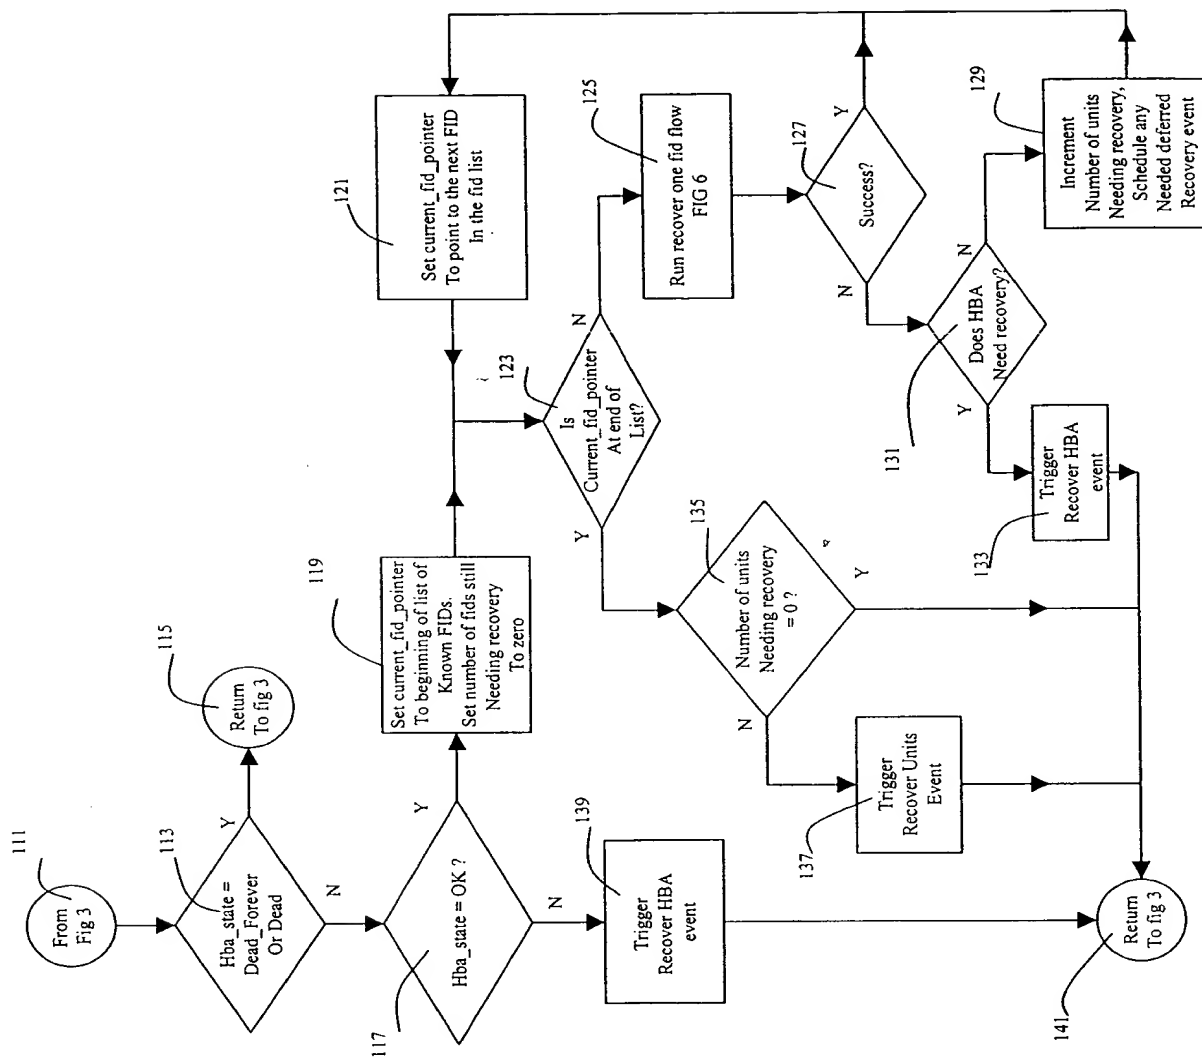 111
From
Fig 3
113
Hba_state =
Dead_Forever
Or Dead
Y
N
115
Return
To fig 3
117
Hba_state = OK ?
Y
N
119
Set current_fid_pointer
To beginning of list of
Known FIDs.
Set number of fids still
Needing recovery
To zero
121
Set current_fid_pointer
To point to the next FID
In the fid list
123
Is
Current_fid_pointer
At end of
List?
Y
N
125
Run recover one fid flow
FIG 6
127
Success?
Y
N
129
Increment
Number of units
Needing recovery,
Schedule any
Needed deferred
Recovery event
131
Does HBA
Need recovery?
Y
N
133
Trigger
Recover HBA
event
135
Number of units
Needing recovery
= 0 ?
Y
N
137
Trigger
Recover Units
Event
139
Trigger
Recover HBA
event
141
Return
To fig 3